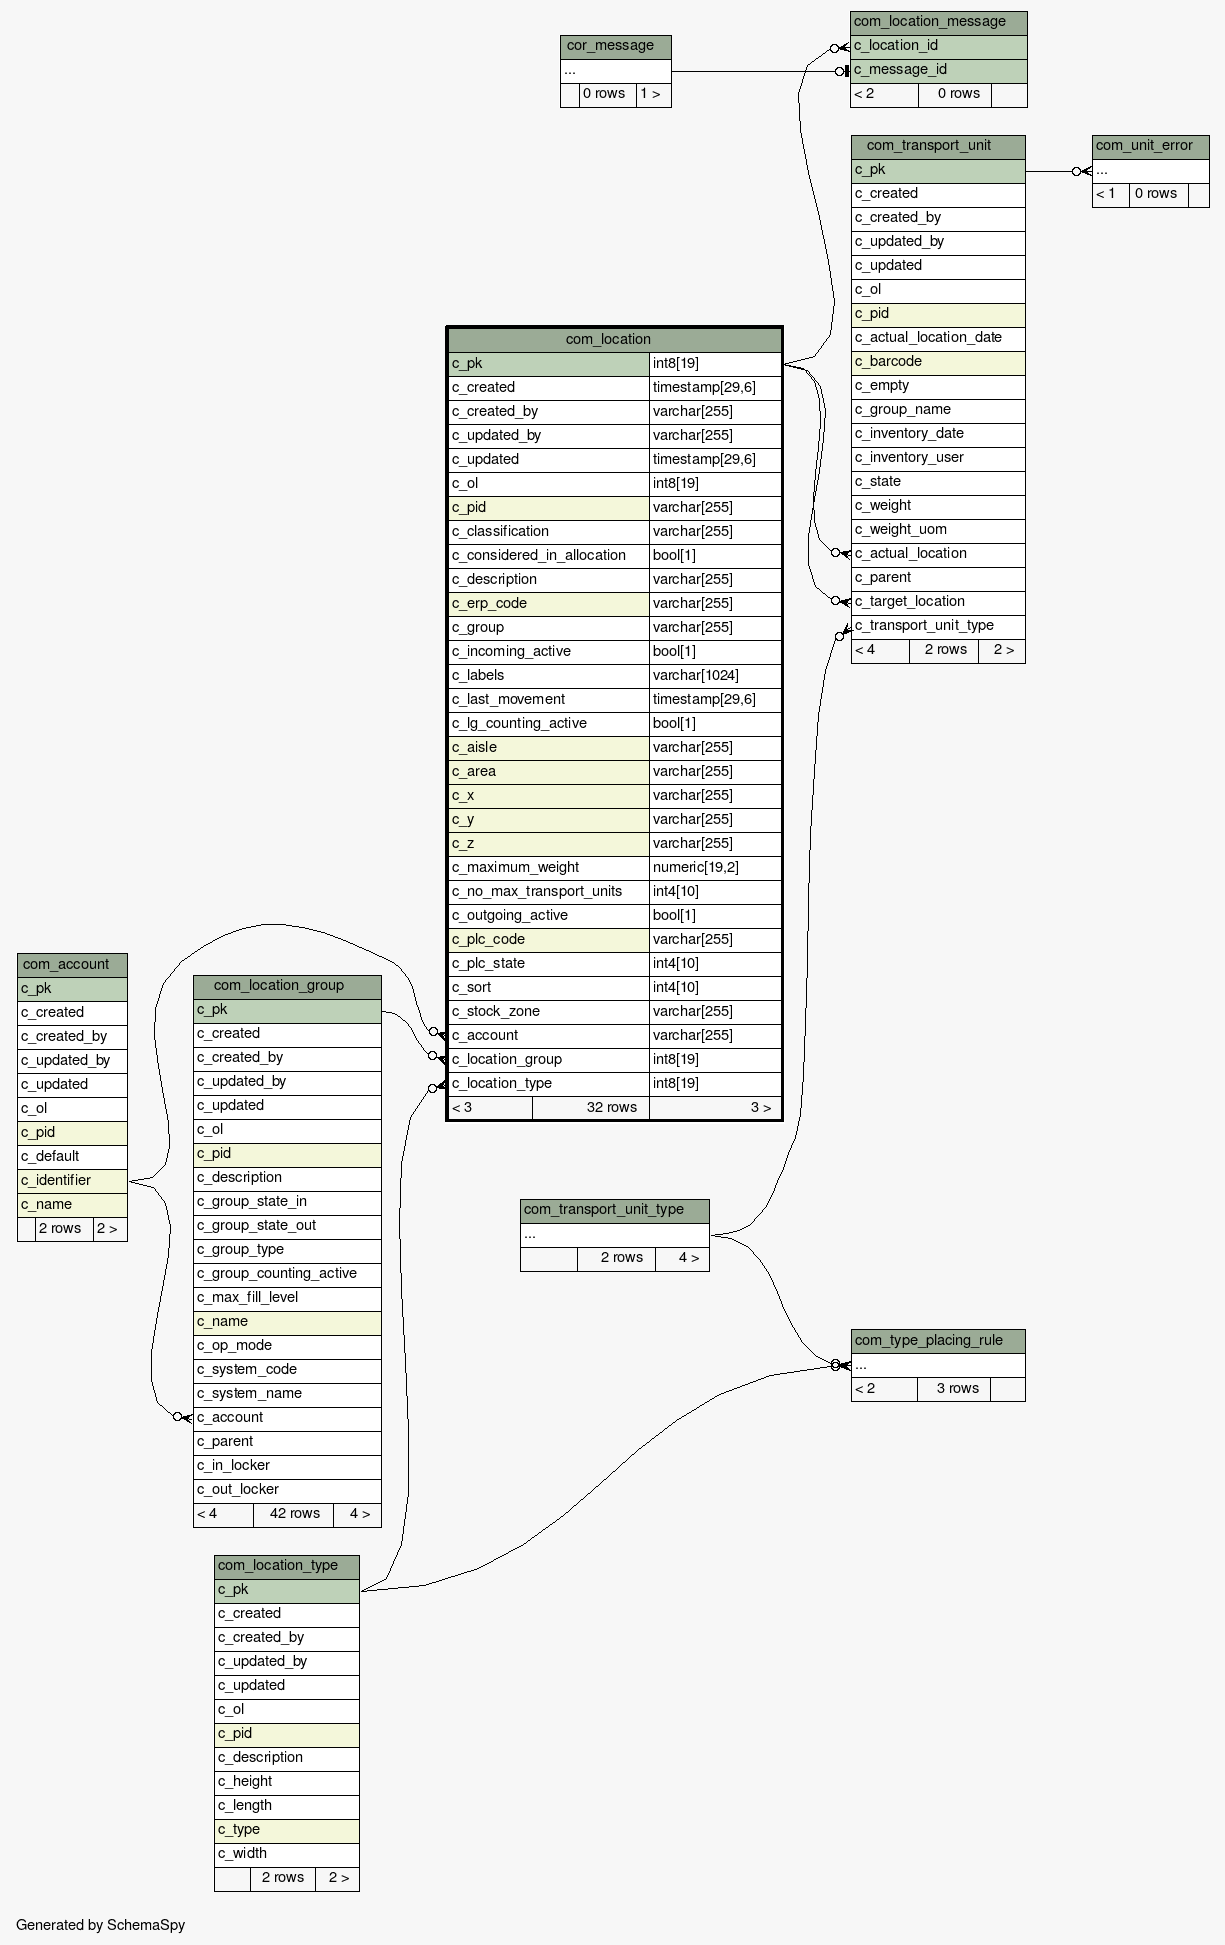 com_location_message
c_location_id
c_message_id
< 2 0 rows
cor_message
...
0 rows 1 >
com_transport_unit
c_pk
c_created
c_created_by
c_updated_by
c_updated
c_ol
c_pid
c_actual_location_date
c_barcode
c_empty
c_group_name
c_inventory_date
c_inventory_user
c_state
c_weight
c_weight_uom
c_actual_location
c_parent
c_target_location
c_transport_unit_type
< 4 2 rows 2 >
com_unit_error
...
< 1 0 rows
com_location
c_pk int8[19]
c_created timestamp[29,6]
c_created_by varchar[255]
c_updated_by varchar[255]
c_updated timestamp[29,6]
c_ol int8[19]
c_pid varchar[255]
c_classification varchar[255]
c_considered_in_allocation bool[1]
c_description varchar[255]
c_erp_code varchar[255]
c_group varchar[255]
c_incoming_active bool[1]
c_labels varchar[1024]
c_last_movement timestamp[29,6]
c_lg_counting_active bool[1]
c_aisle varchar[255]
c_area varchar[255]
c_x varchar[255]
c_y varchar[255]
c_z varchar[255]
c_maximum_weight numeric[19,2]
c_no_max_transport_units int4[10]
c_outgoing_active bool[1]
c_plc_code varchar[255]
c_plc_state int4[10]
c_sort int4[10]
c_stock_zone varchar[255]
c_account varchar[255]
c_location_group int8[19]
c_location_type int8[19]
< 3 32 rows 3 >
com_account
c_pk
c_created
c_created_by
c_updated_by
c_updated
c_ol
c_pid
c_default
c_identifier
c_name
2 rows 2 >
com_location_group
c_pk
c_created
c_created_by
c_updated_by
c_updated
c_ol
c_pid
c_description
c_group_state_in
c_group_state_out
c_group_type
c_group_counting_active
c_max_fill_level
c_name
c_op_mode
c_system_code
c_system_name
c_account
c_parent
c_in_locker
c_out_locker
< 4 42 rows 4 >
com_transport_unit_type
...
2 rows 4 >
com_type_placing_rule
...
< 2 3 rows
com_location_type
c_pk
c_created
c_created_by
c_updated_by
c_updated
c_ol
c_pid
c_description
c_height
c_length
c_type
c_width
2 rows 2 >
Generated by SchemaSpy